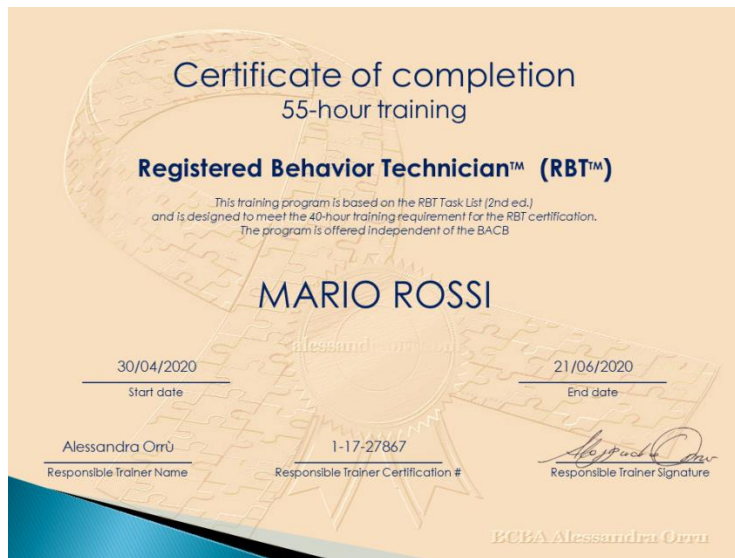 Certificate of completion
55-hour training
Registered Behavior Technician™ (RBT™)
This training program is based on the RBT Task List (2nd ed.)
and is designed to meet the 40-hour training requirement for the RBT certification.
The program is offered independent of the BACB
MARIO ROSSI
30/04/2020
Start date
21/06/2020
End date
Alessandra Orrù
Responsible Trainer Name
1-17-27867
Responsible Trainer Certification #
Responsible Trainer Signature
BCBA Alessandra Orrù